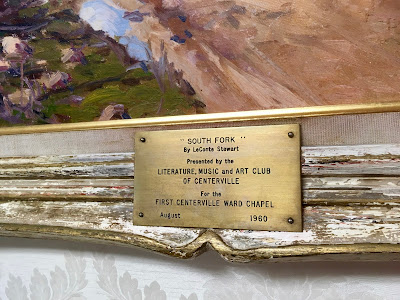 " SOUTH FORK "
By LeConte Stewart
Presented by the
LITERATURE, MUSIC and ART CLUB
OF CENTERVILLE
For the
FIRST CENTERVILLE WARD CHAPEL
August 1960